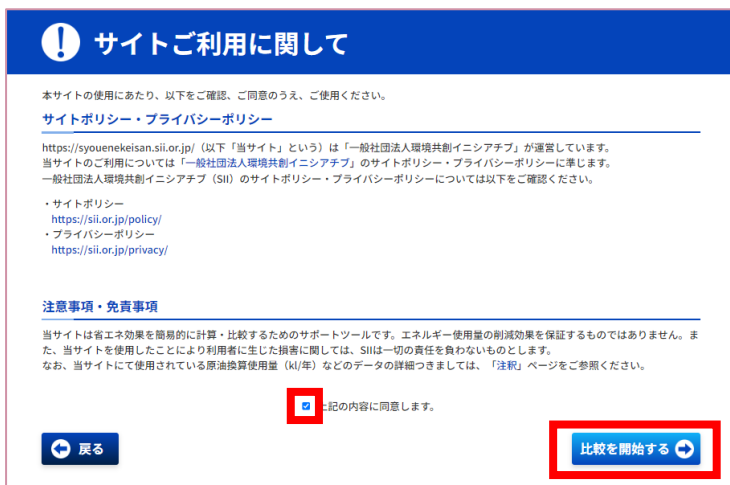 サイトご利用に関して
本サイトの使用にあたり、以下をご確認、ご同意のうえ、ご使用ください。
サイトポリシー・プライバシーポリシー
https://syouenekeisan.sii.or.jp/（以下「当サイト」という）は「一般社団法人環境共創イニシアチブ」が運営しています。
当サイトのご利用については「一般社団法人環境共創イニシアチブ」のサイトポリシー・プライバシーポリシーに準じます。
一般社団法人環境共創イニシアチブ（SII）のサイトポリシー・プライバシーポリシーについては以下をご確認ください。
・サイトポリシー
https://sii.or.jp/policy/
・プライバシーポリシー
https://sii.or.jp/privacy/
注意事項・免責事項
当サイトは省エネ効果を簡易的に計算・比較するためのサポートツールです。エネルギー使用量の削減効果を保証するものではありません。ま
た、当サイトを使用したことにより利用者に生じた損害に関しては、SIIは一切の責任を負わないものとします。
なお、当サイトにて使用されている原油換算使用量（kl/年）などのデータの詳細つきましては、「注釈」ページをご参照ください。
記の内容に同意します。
戻る
比較を開始する